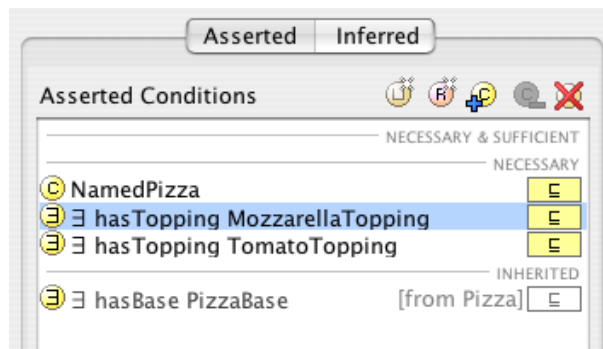 Asserted Inferred
Asserted Conditions
NECESSARY & SUFFICIENT
NECESSARY
C NamedPizza ⊑
∃ ∃ hasTopping MozzarellaTopping ⊑
∃ ∃ hasTopping TomatoTopping ⊑
INHERITED
∃ ∃ hasBase PizzaBase [from Pizza] ⊑